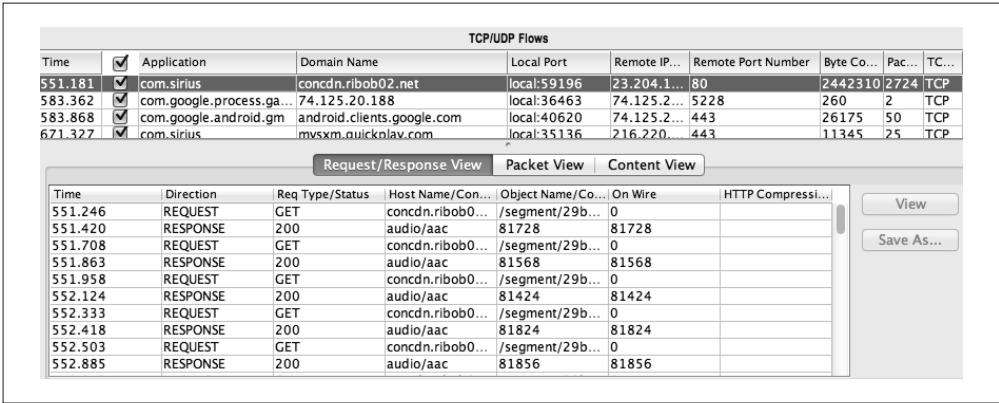 TCP/UDP Flows
Time Application Domain Name Local Port Remote IP... Remote Port Number Byte Co... Pac... TC...
551.181 com.sirius concdn.ribob02.net local:59196 23.204.1... 80 2442310 2724 TCP
583.362 com.google.process.ga... 74.125.20.188 local:36463 74.125.2... 5228 260 2 TCP
583.868 com.google.android.gm android.clients.google.com local:40620 74.125.2... 443 26175 50 TCP
671.327 com.sirius mysxm.quickplay.com local:35136 216.220.... 443 11345 25 TCP
Request/Response View Packet View Content View
Time Direction Req Type/Status Host Name/Con... Object Name/Co... On Wire HTTP Compressi...
551.246 REQUEST GET concdn.ribob0... /segment/29b... 0
551.420 RESPONSE 200 audio/aac 81728 81728
551.708 REQUEST GET concdn.ribob0... /segment/29b... 0
551.863 RESPONSE 200 audio/aac 81568 81568
551.958 REQUEST GET concdn.ribob0... /segment/29b... 0
552.124 RESPONSE 200 audio/aac 81424 81424
552.333 REQUEST GET concdn.ribob0... /segment/29b... 0
552.418 RESPONSE 200 audio/aac 81824 81824
552.503 REQUEST GET concdn.ribob0... /segment/29b... 0
552.885 RESPONSE 200 audio/aac 81856 81856
View
Save As...